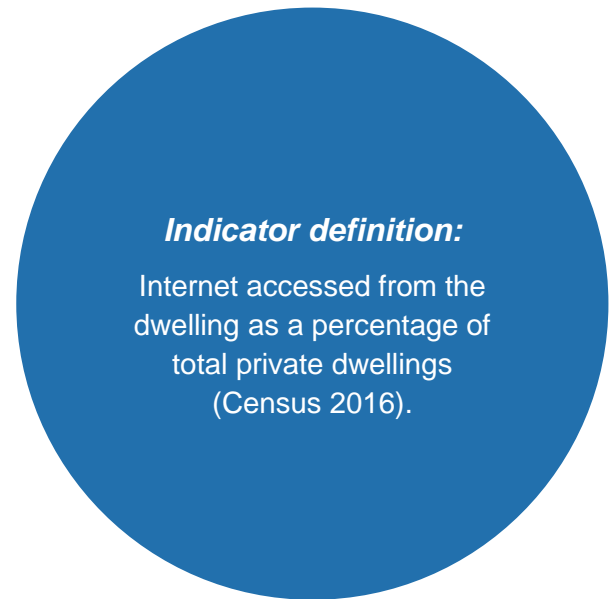 Indicator definition:
Internet accessed from the
dwelling as a percentage of
total private dwellings
(Census 2016).